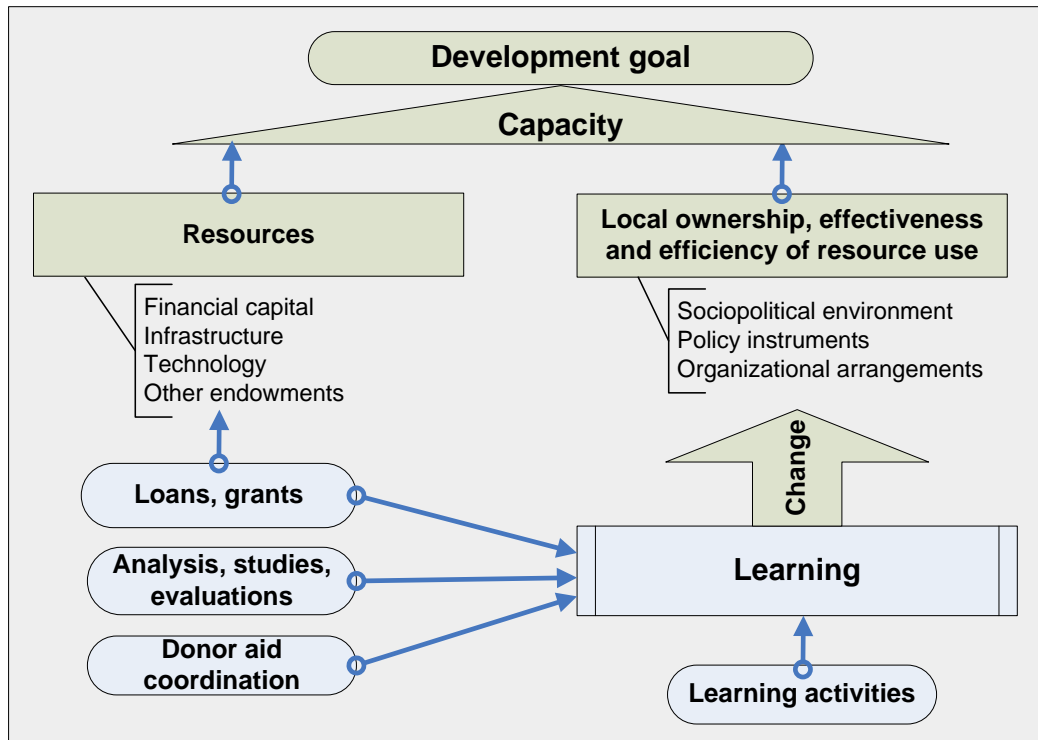 Development goal
Capacity
Resources
Local ownership, effectiveness
and efficiency of resource use
Financial capital
Infrastructure
Technology
Other endowments
Sociopolitical environment
Policy instruments
Organizational arrangements
Change
Loans, grants
Analysis, studies,
evaluations
Donor aid
coordination
Learning
Learning activities